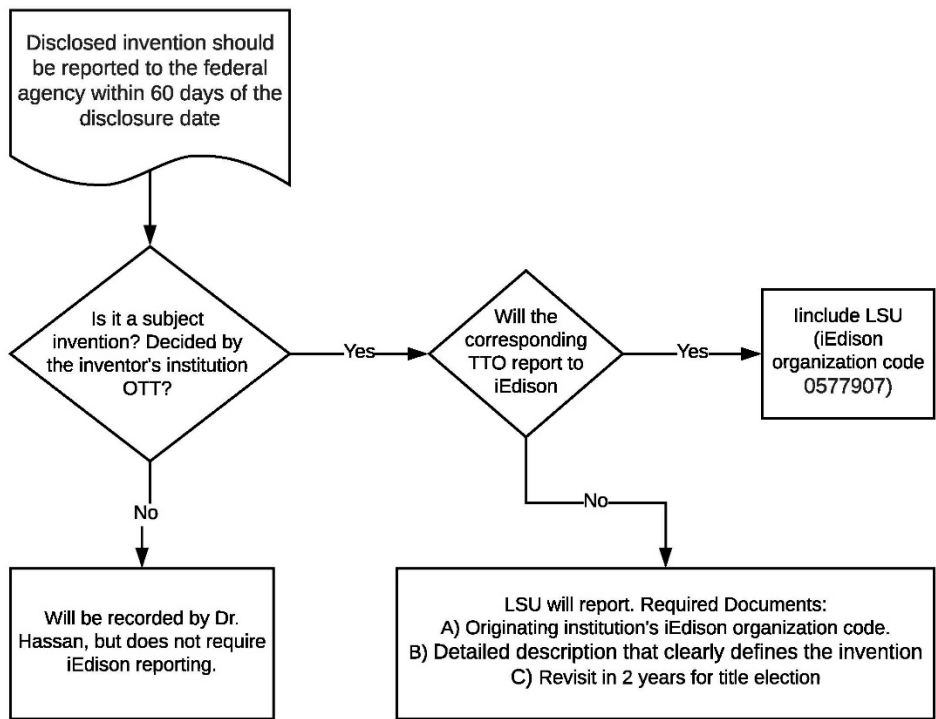 Disclosed invention should
be reported to the federal
agency within 60 days of the
disclosure date
Is it a subject
invention? Decided by
the inventor's institution
OTT?
Yes
Will the
corresponding
TTO report to
iEdison
Yes
Iinclude LSU
(iEdison
organization code
0577907)
No
No
Will be recorded by Dr.
Hassan, but does not require
iEdison reporting.
LSU will report. Required Documents:
A) Originating institution's iEdison organization code.
B) Detailed description that clearly defines the invention
C) Revisit in 2 years for title election